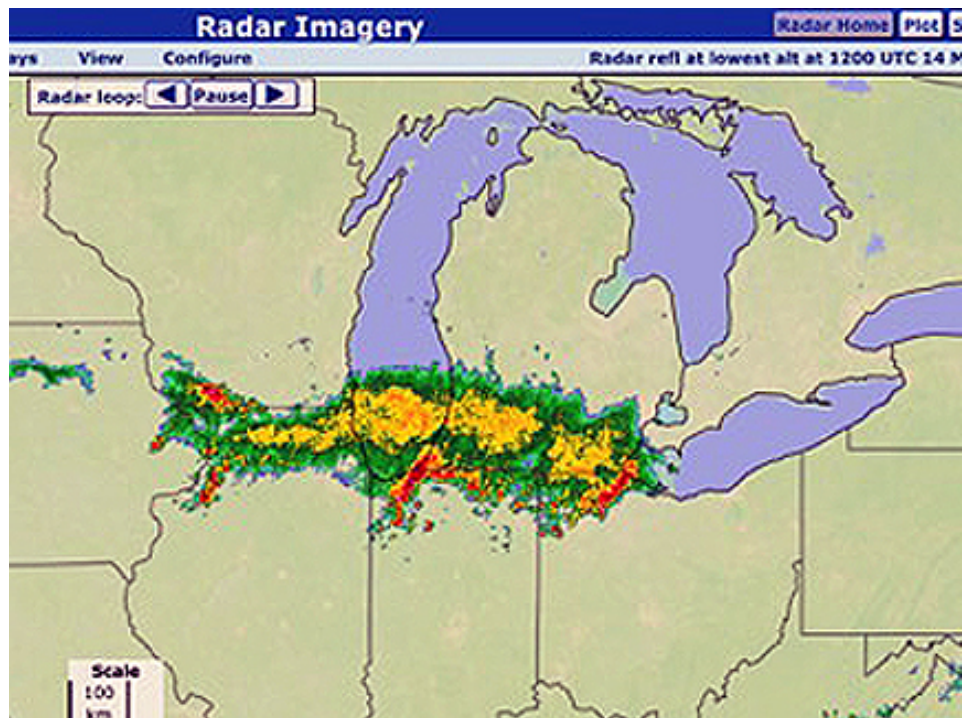 Radar Imagery
Radar Home Plot
View Configure
Radar refl at lowest alt at 1200 UTC 14
Radar loop: Pause
Scale
100
km